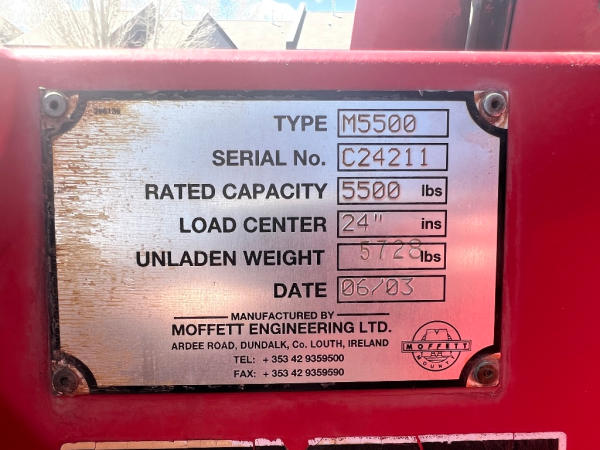 TYPE M5500
SERIAL No. C24211
RATED CAPACITY 5500 lbs
LOAD CENTER 24" ins
UNLADEN WEIGHT 5728 lbs
DATE 06/03
MANUFACTURED BY
MOFFETT ENGINEERING LTD.
ARDEE ROAD, DUNDALK, Co. LOUTH, IRELAND
TEL: + 353 42 9359500
FAX: + 353 42 9359590
MOFFETT
MOUNTY